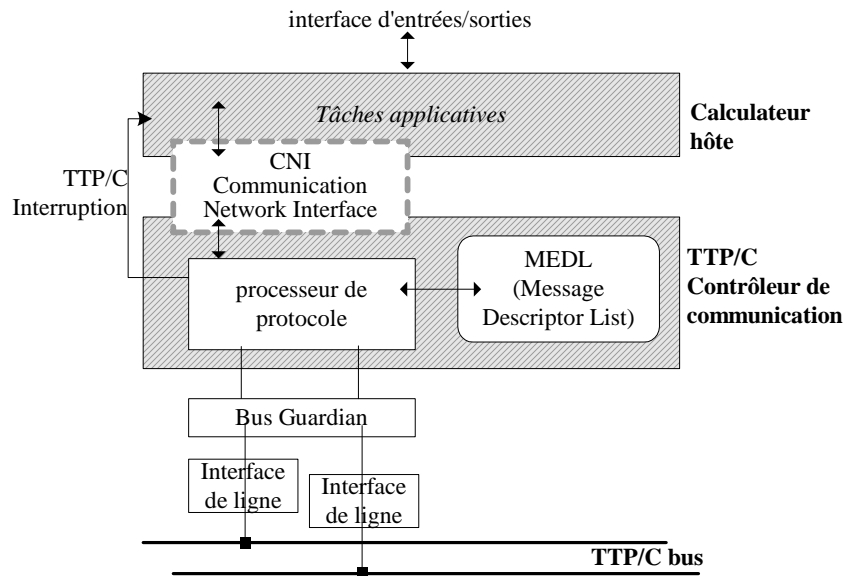 interface d'entrées/sorties
Tâches applicatives
Calculateur
hôte
CNI
Communication
Network Interface
TTP/C
Interruption
MEDL
(Message
Descriptor List)
TTP/C
Contrôleur de
communication
processeur de
protocole
Bus Guardian
Interface
de ligne
Interface
de ligne
TTP/C bus